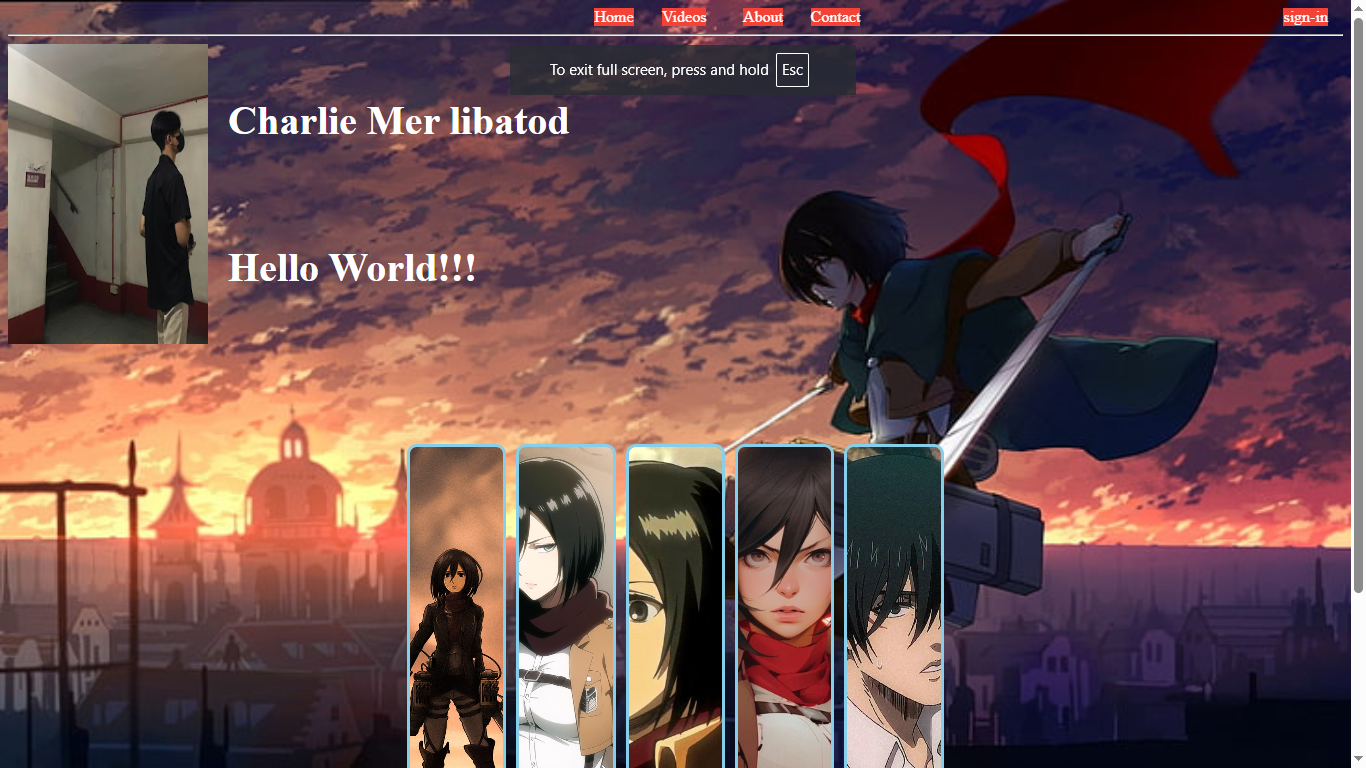 Home Videos About Contact sign-in
To exit full screen, press and hold Esc
Charlie Mer libatod
Hello World!!!